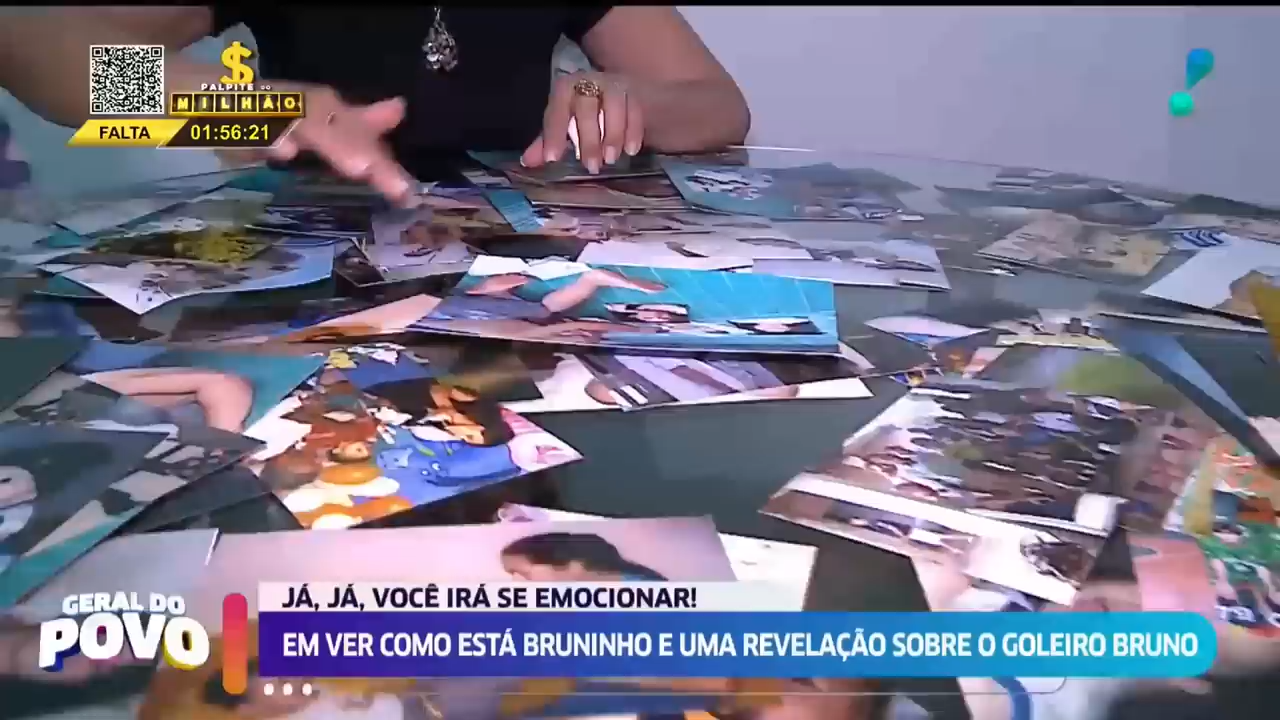 PALPITE DO
MILHÃO
FALTA 01:56:21
JÁ, JÁ, VOCÊ IRÁ SE EMOCIONAR!
GERAL DO
POVO
EM VER COMO ESTÁ BRUNINHO E UMA REVELAÇÃO SOBRE O GOLEIRO BRUNO